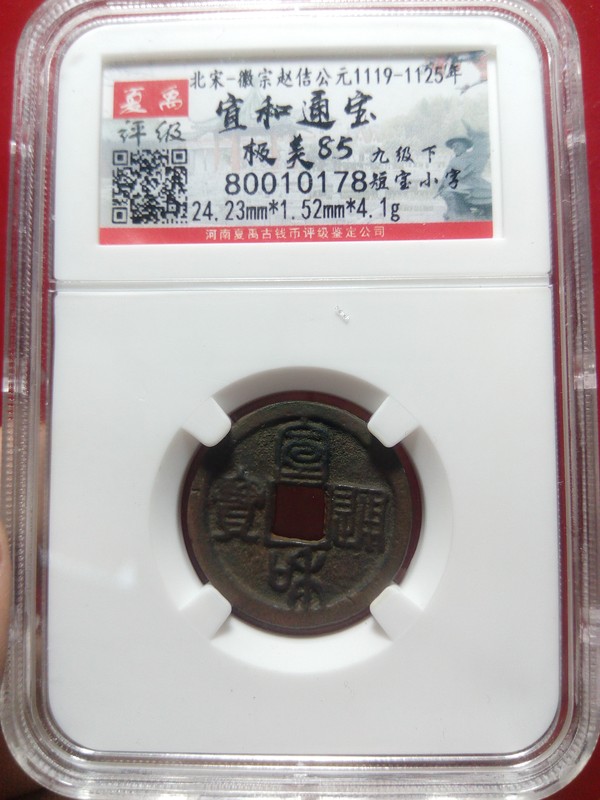 北宋-徽宗赵佶公元1119-1125年
夏禹
评级
宣和通宝
极美85 九级下
80010178 短宝小字
24.23mm*1.52mm*4.1g
河南夏禹古钱币评级鉴定公司
宣
寶 通
和